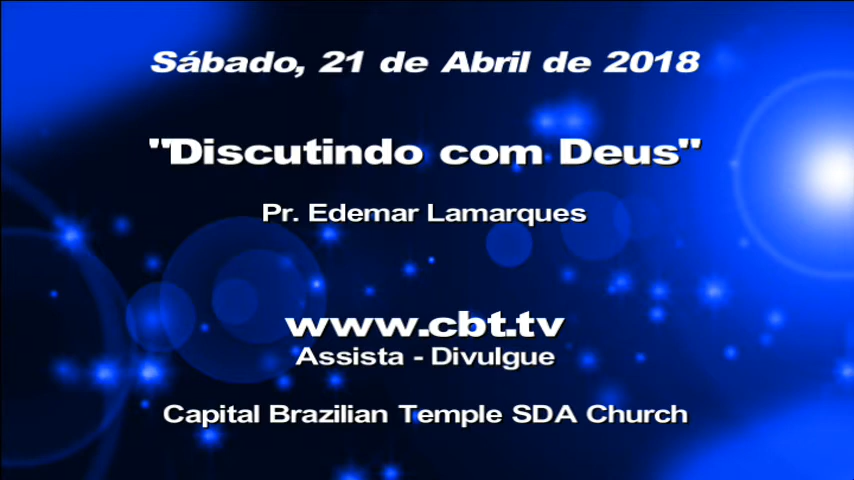 Sábado, 21 de Abril de 2018
"Discutindo com Deus"
Pr. Edemar Lamarques
www.cbt.tv
Assista - Divulgue
Capital Brazilian Temple SDA Church